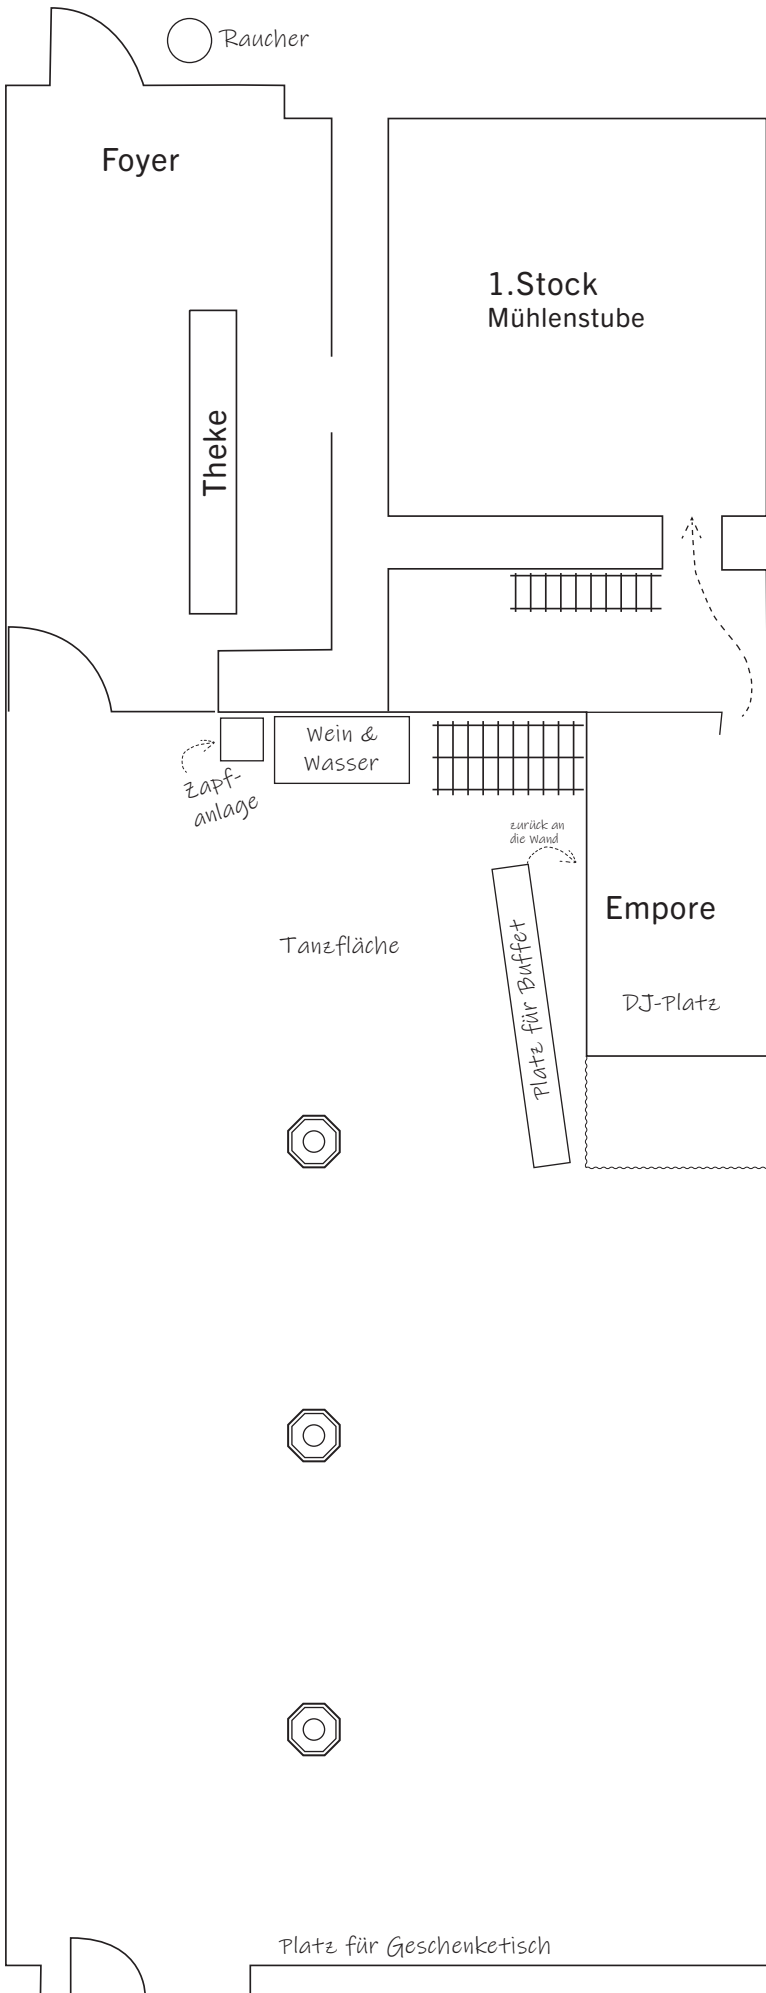 Raucher
Foyer
1.Stock
Mühlenstube
Theke
Wein &
Wasser
Zapf-
anlage
zurück an
die Wand
Empore
Platz für Buffet
Tanzfläche
DJ-Platz
Platz für Geschenketisch